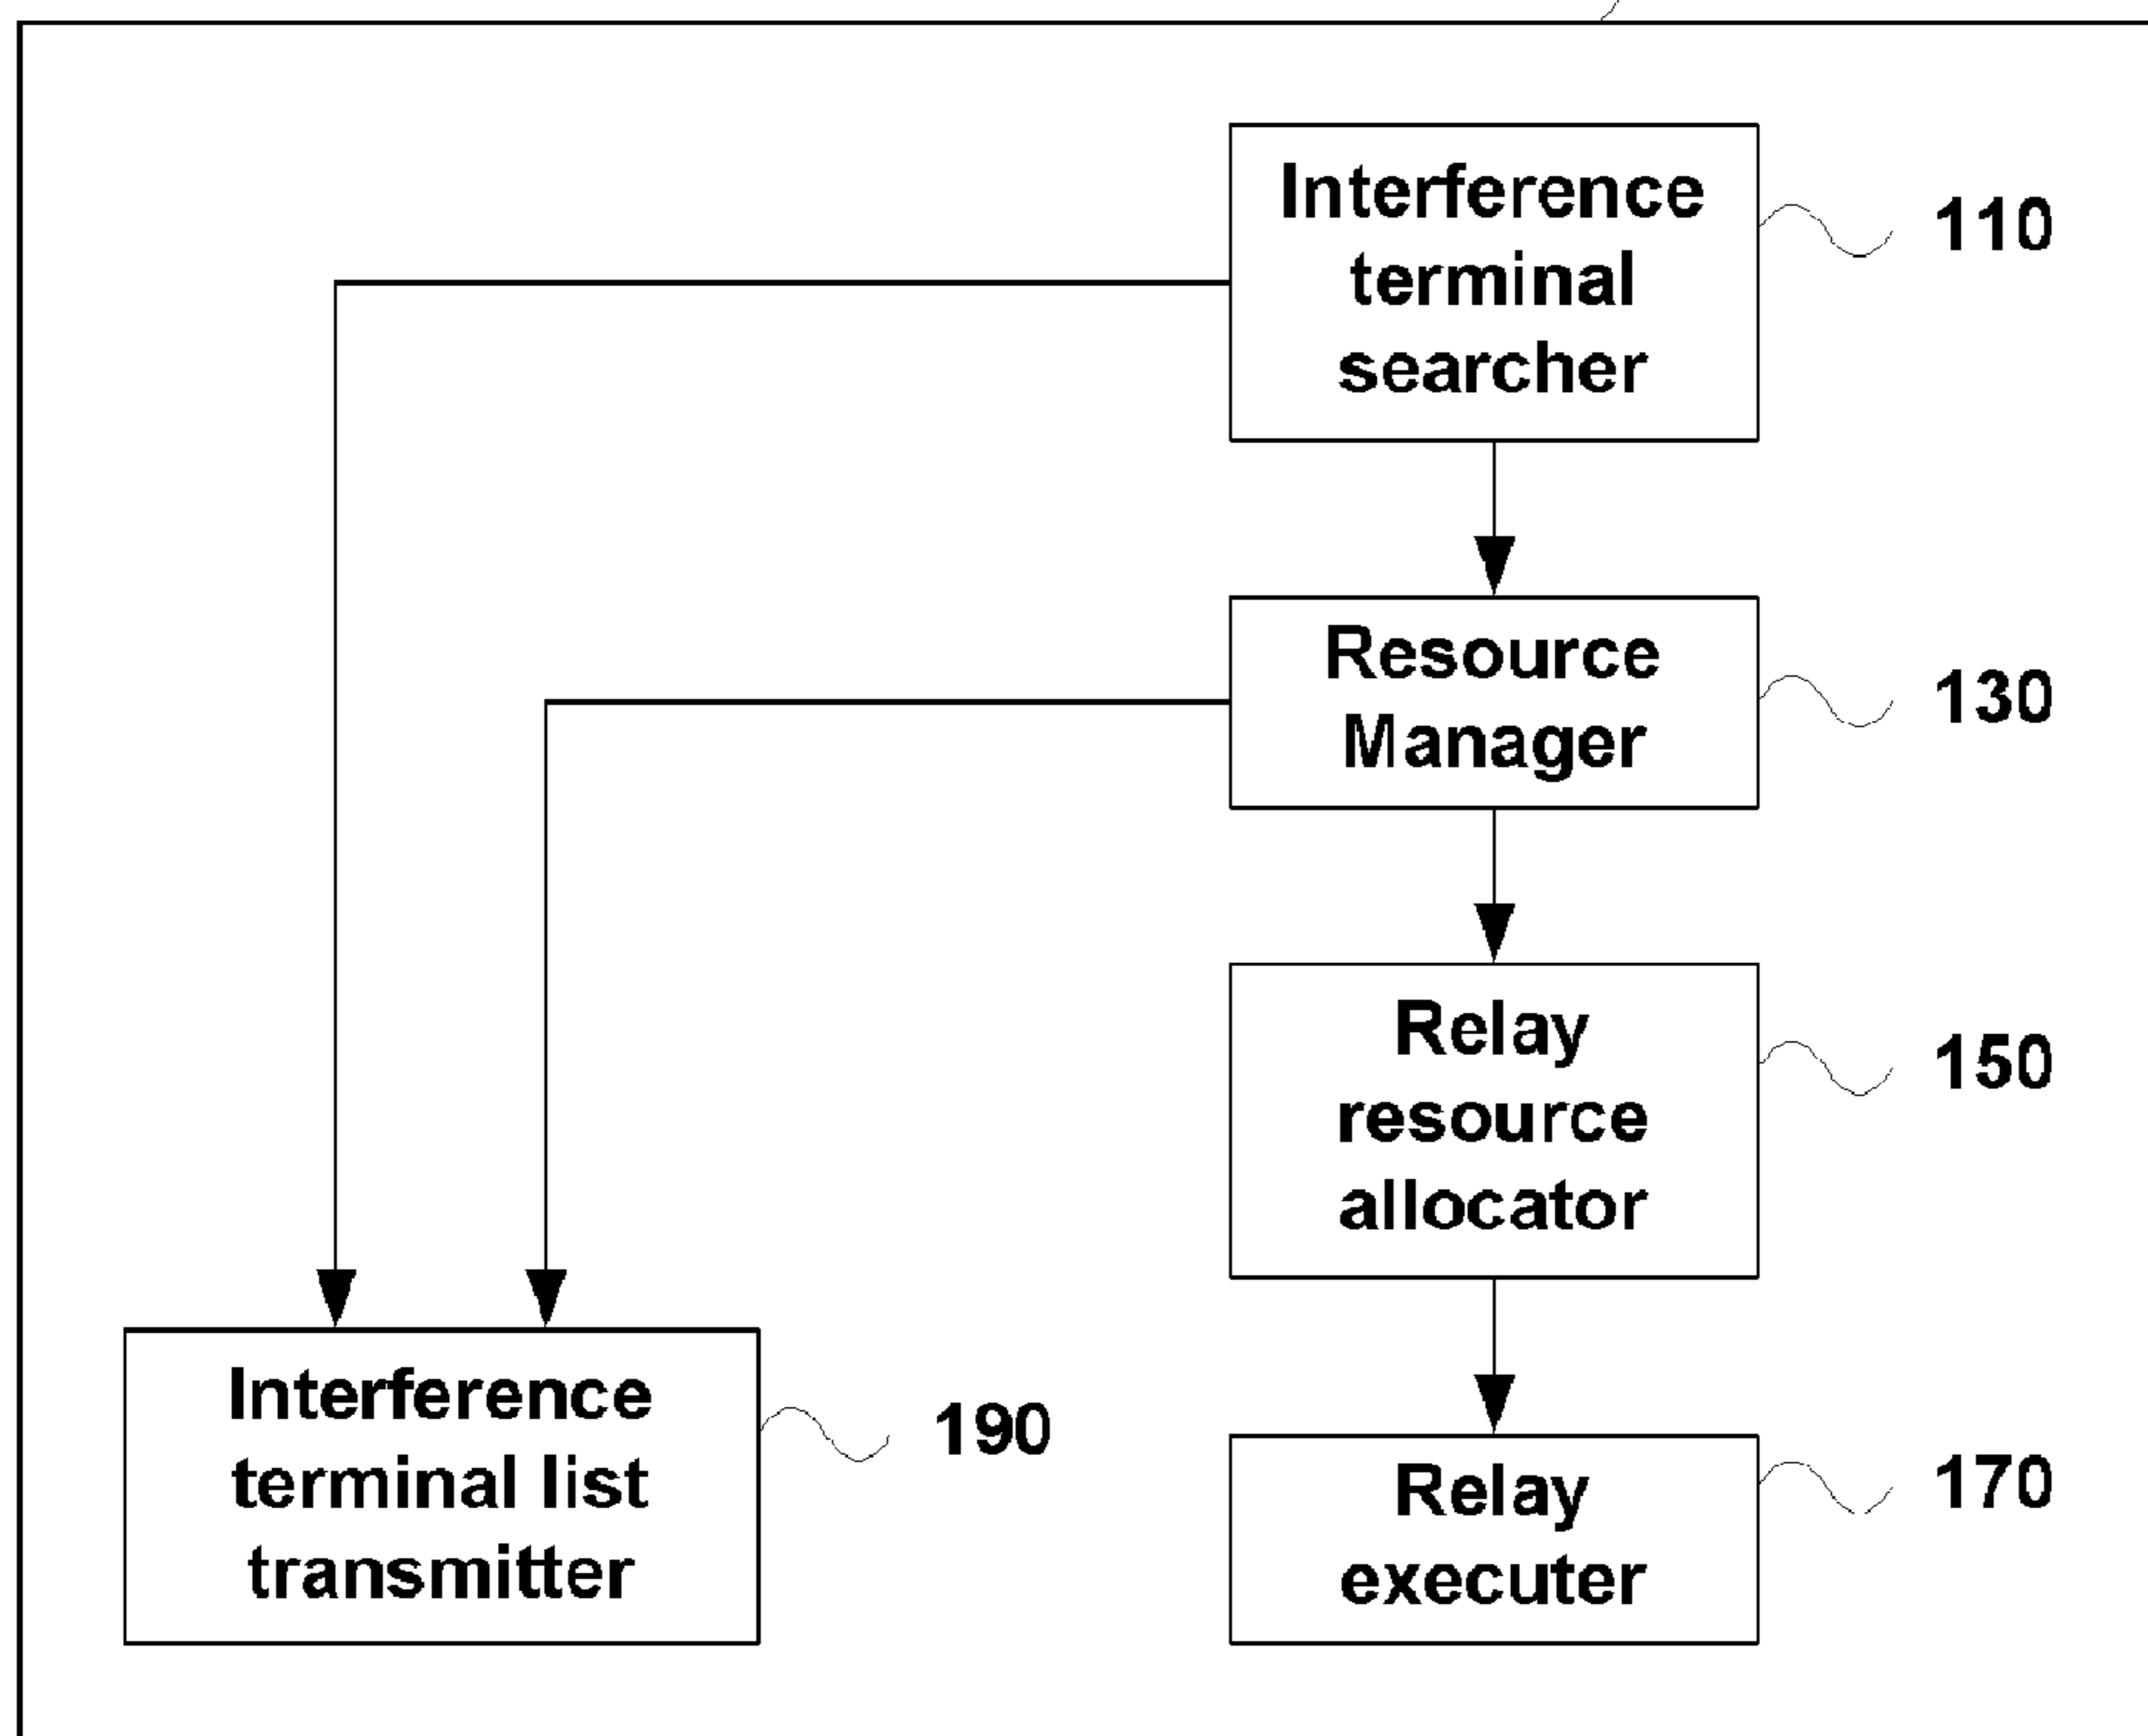 Interference
terminal
searcher
110
Resource
Manager
130
Relay
resource
allocator
150
Interference
terminal list
transmitter
190
Relay
executer
170